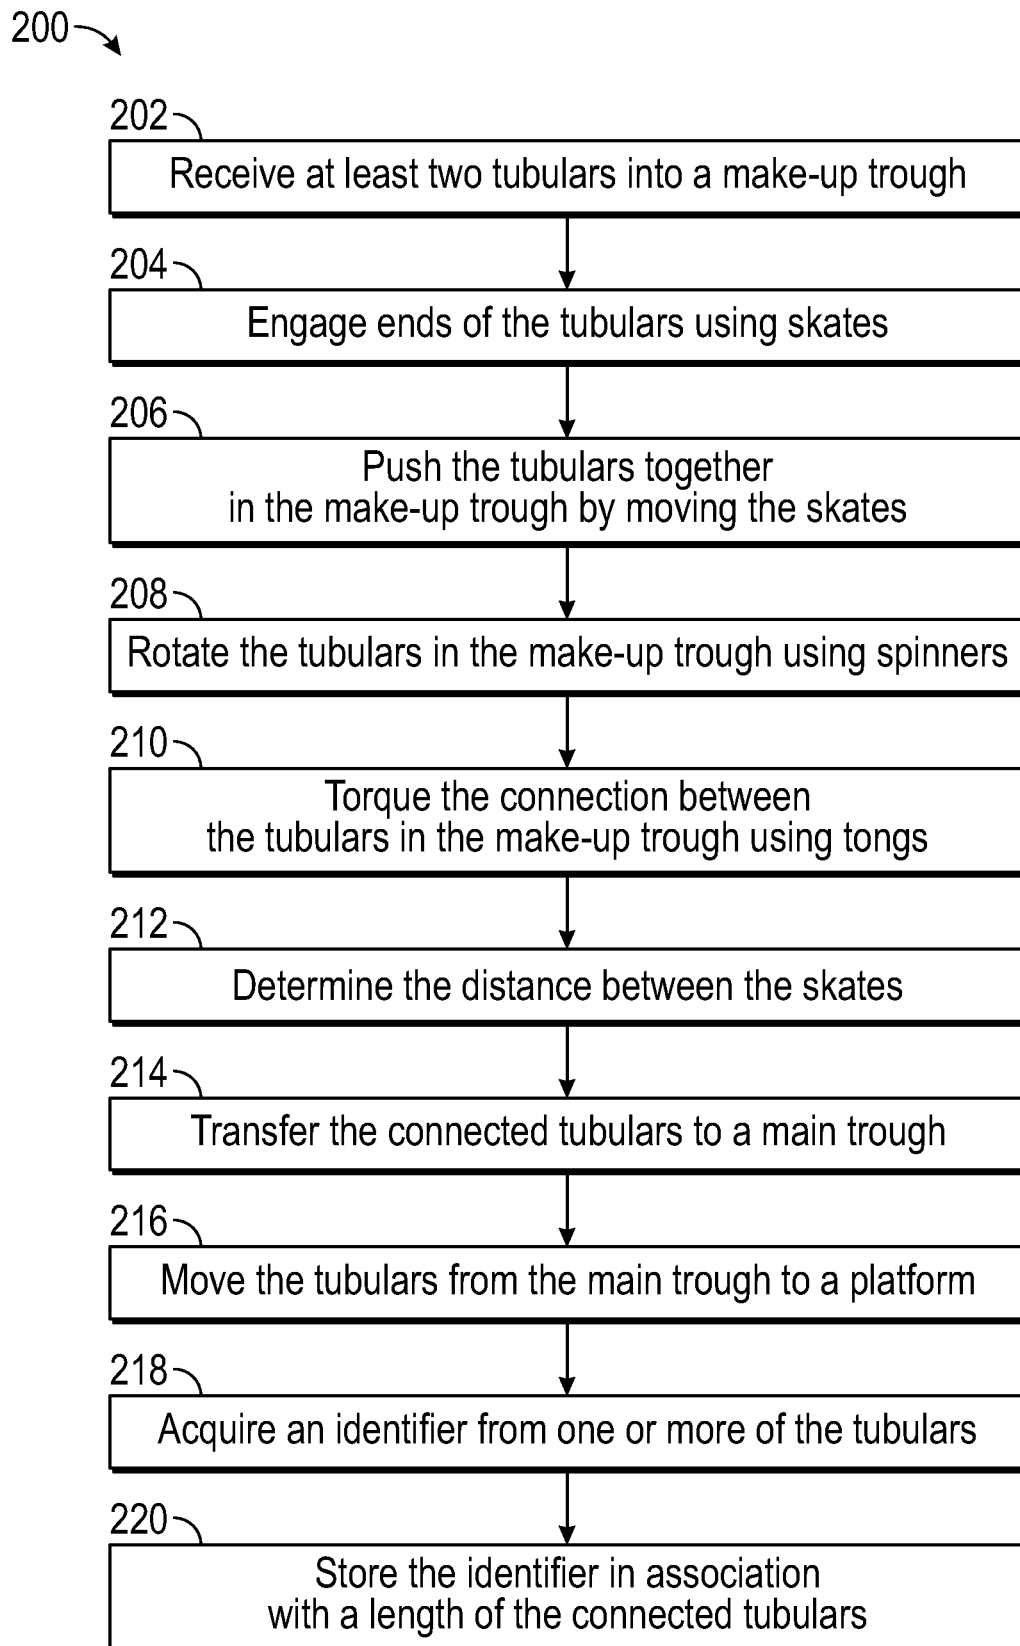 200
202
Receive at least two tubulars into a make-up trough
204
Engage ends of the tubulars using skates
206
Push the tubulars together
in the make-up trough by moving the skates
208
Rotate the tubulars in the make-up trough using spinners
210
Torque the connection between
the tubulars in the make-up trough using tongs
212
Determine the distance between the skates
214
Transfer the connected tubulars to a main trough
216
Move the tubulars from the main trough to a platform
218
Acquire an identifier from one or more of the tubulars
220
Store the identifier in association
with a length of the connected tubulars